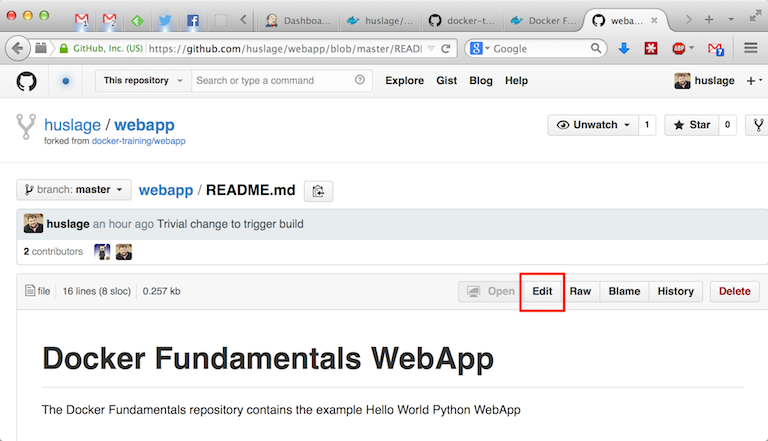 Dashboa...
huslage/...
docker-t...
Docker F...
weba...
GitHub, Inc. (US)
https://github.com/huslage/webapp/blob/master/READ
Google
This repository
Search or type a command
Explore Gist Blog Help
huslage
huslage / webapp
forked from docker-training/webapp
Unwatch 1
Star 0
branch: master
webapp / README.md
huslage an hour ago Trivial change to trigger build
2 contributors
file 16 lines (8 sloc) 0.257 kb
Open Edit Raw Blame History Delete
Docker Fundamentals WebApp
The Docker Fundamentals repository contains the example Hello World Python WebApp